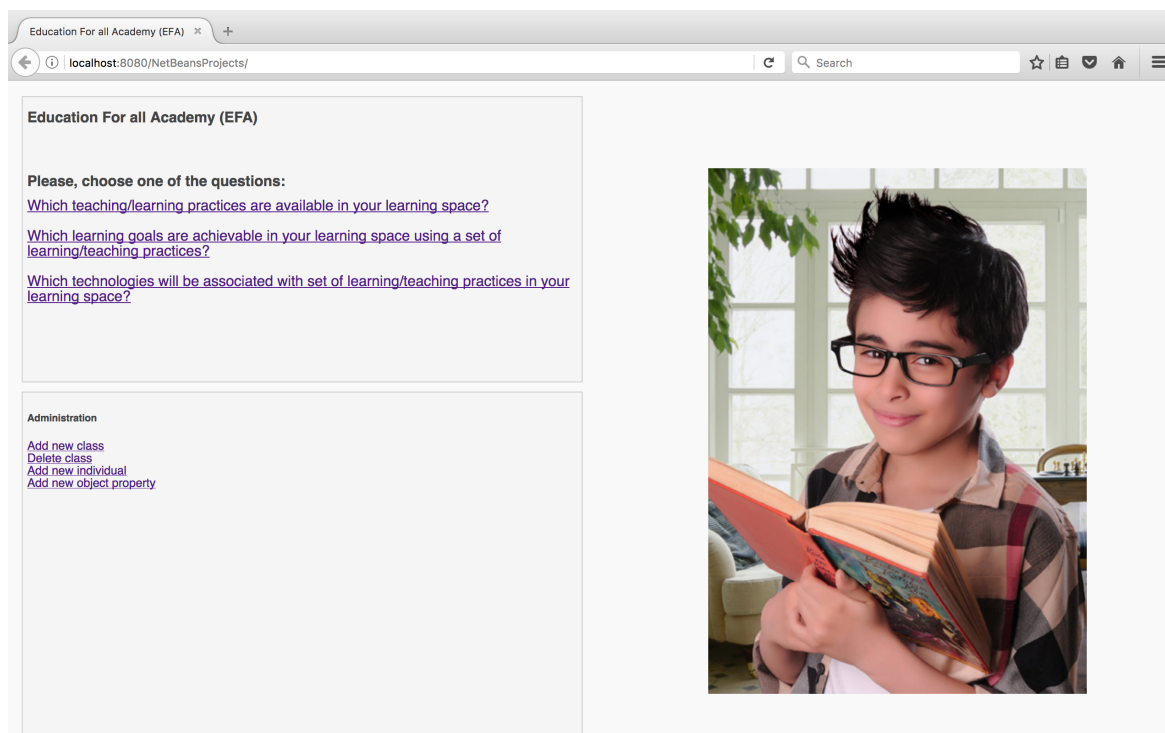 Education For all Academy (EFA)
localhost:8080/NetBeansProjects/
Search
Education For all Academy (EFA)
Please, choose one of the questions:
Which teaching/learning practices are available in your learning space?
Which learning goals are achievable in your learning space using a set of
learning/teaching practices?
Which technologies will be associated with set of learning/teaching practices in your
learning space?
Administration
Add new class
Delete class
Add new individual
Add new object property